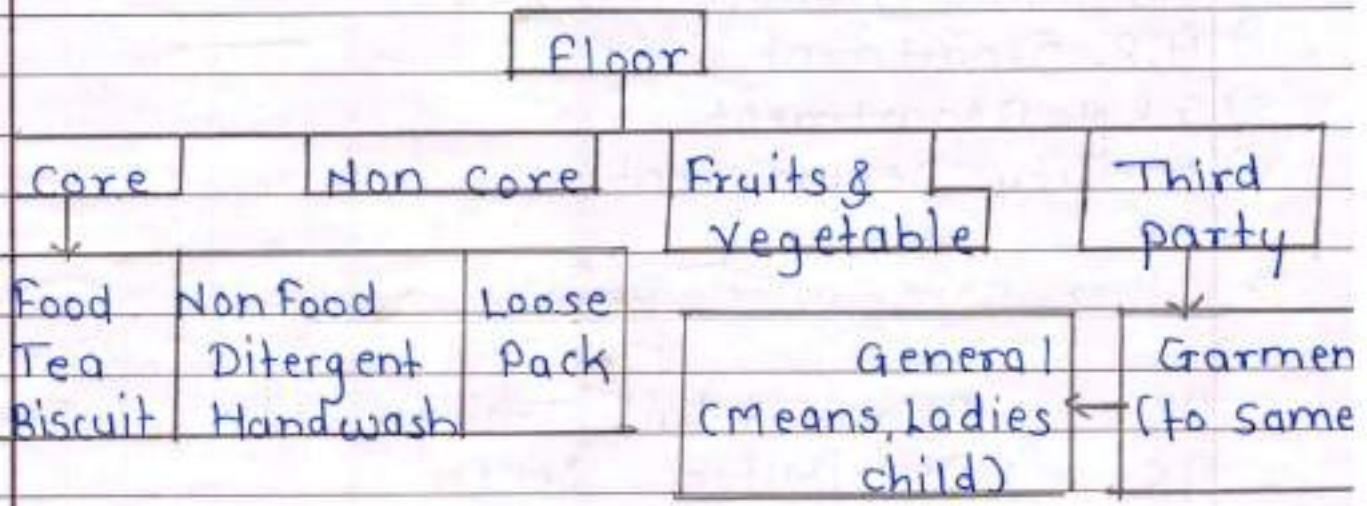 Floor
Core Non Core Fruits & Third
Vegetable party
Food Non food Loose
Tea Ditergent Pack General Garmen
Biscuit Handwash (Means, Ladies (to same
child)